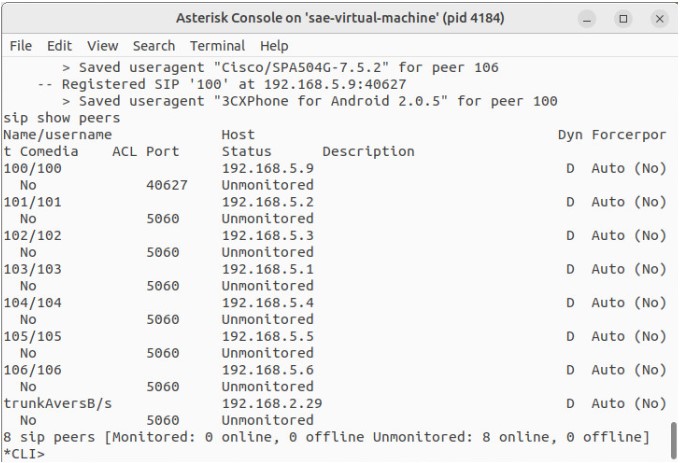 Asterisk Console on 'sae-virtual-machine' (pid 4184)
File Edit View Search Terminal Help
> Saved useragent "Cisco/SPA504G-7.5.2" for peer 106
-- Registered SIP '100' at 192.168.5.9:40627
> Saved useragent "3CXPhone for Android 2.0.5" for peer 100
sip show peers
Name/username Host Dyn Forcerpor
t Comedia ACL Port Status Description
100/100 192.168.5.9 D Auto (No)
No 40627 Unmonitored
101/101 192.168.5.2 D Auto (No)
No 5060 Unmonitored
102/102 192.168.5.3 D Auto (No)
No 5060 Unmonitored
103/103 192.168.5.1 D Auto (No)
No 5060 Unmonitored
104/104 192.168.5.4 D Auto (No)
No 5060 Unmonitored
105/105 192.168.5.5 D Auto (No)
No 5060 Unmonitored
106/106 192.168.5.6 D Auto (No)
No 5060 Unmonitored
trunkAversB/s 192.168.2.29 D Auto (No)
No 5060 Unmonitored
8 sip peers [Monitored: 0 online, 0 offline Unmonitored: 8 online, 0 offline]
*CLI>